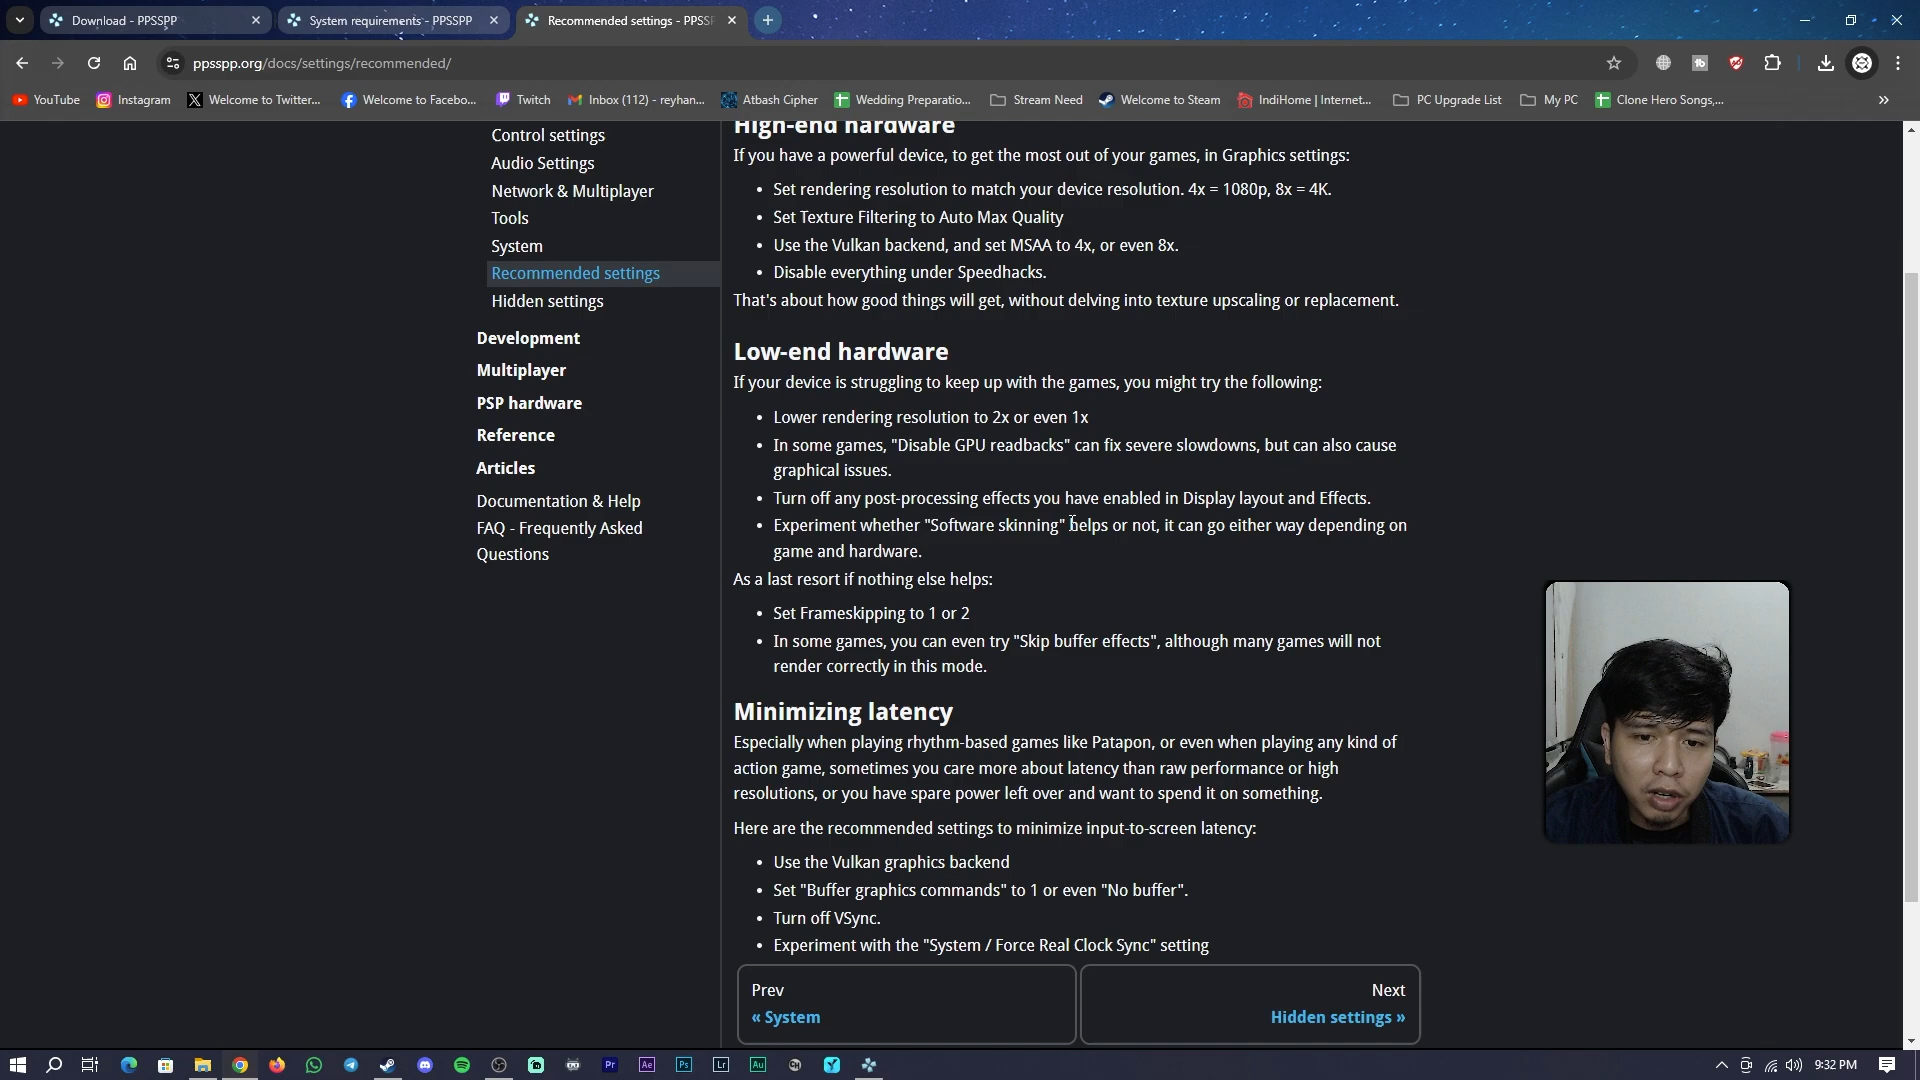 Download - PPSSPP
System requirements - PPSSPP
Recommended settings - PPSSP
ppsspp.org/docs/settings/recommended/
YouTube
Instagram
Welcome to Twitter...
Welcome to Facebo...
Twitch
Inbox (112) - reyhan...
Atbash Cipher
Wedding Preparatio...
Stream Need
Welcome to Steam
IndiHome | Internet...
PC Upgrade List
My PC
Clone Hero Songs,...
Control settings
Audio Settings
Network & Multiplayer
Tools
System
Recommended settings
Hidden settings
Development
Multiplayer
PSP hardware
Reference
Articles
Documentation & Help
FAQ - Frequently Asked
Questions
High-end hardware
If you have a powerful device, to get the most out of your games, in Graphics settings:
• Set rendering resolution to match your device resolution. 4x = 1080p, 8x = 4K.
• Set Texture Filtering to Auto Max Quality
• Use the Vulkan backend, and set MSAA to 4x, or even 8x.
• Disable everything under Speedhacks.
That's about how good things will get, without delving into texture upscaling or replacement.
Low-end hardware
If your device is struggling to keep up with the games, you might try the following:
• Lower rendering resolution to 2x or even 1x
• In some games, "Disable GPU readbacks" can fix severe slowdowns, but can also cause
graphical issues.
• Turn off any post-processing effects you have enabled in Display layout and Effects.
• Experiment whether "Software skinning" helps or not, it can go either way depending on
game and hardware.
As a last resort if nothing else helps:
• Set Frameskipping to 1 or 2
• In some games, you can even try "Skip buffer effects", although many games will not
render correctly in this mode.
Minimizing latency
Especially when playing rhythm-based games like Patapon, or even when playing any kind of
action game, sometimes you care more about latency than raw performance or high
resolutions, or you have spare power left over and want to spend it on something.
Here are the recommended settings to minimize input-to-screen latency:
• Use the Vulkan graphics backend
• Set "Buffer graphics commands" to 1 or even "No buffer".
• Turn off VSync.
• Experiment with the "System / Force Real Clock Sync" setting
Prev
« System
Next
Hidden settings »
Pr
Ae
Ps
Lr
Au
9:32 PM